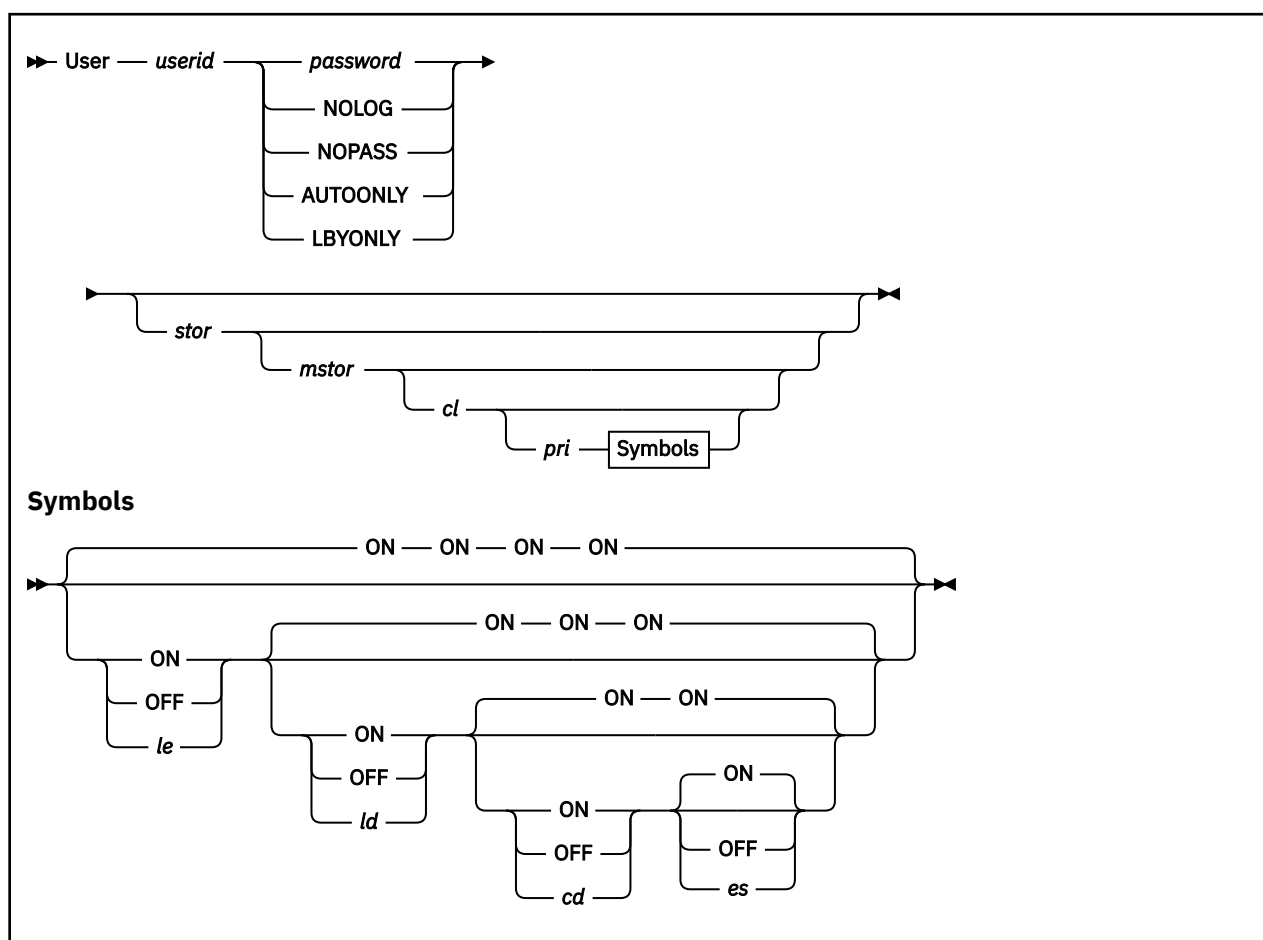 User userid password
NOLOG
NOPASS
AUTOONLY
LBYONLY
stor
mstor
cl
pri Symbols
Symbols
ON ON ON ON
ON ON ON
ON
OFF
le
ON ON
ON
OFF
ld
ON
ON
OFF
cd
OFF
es